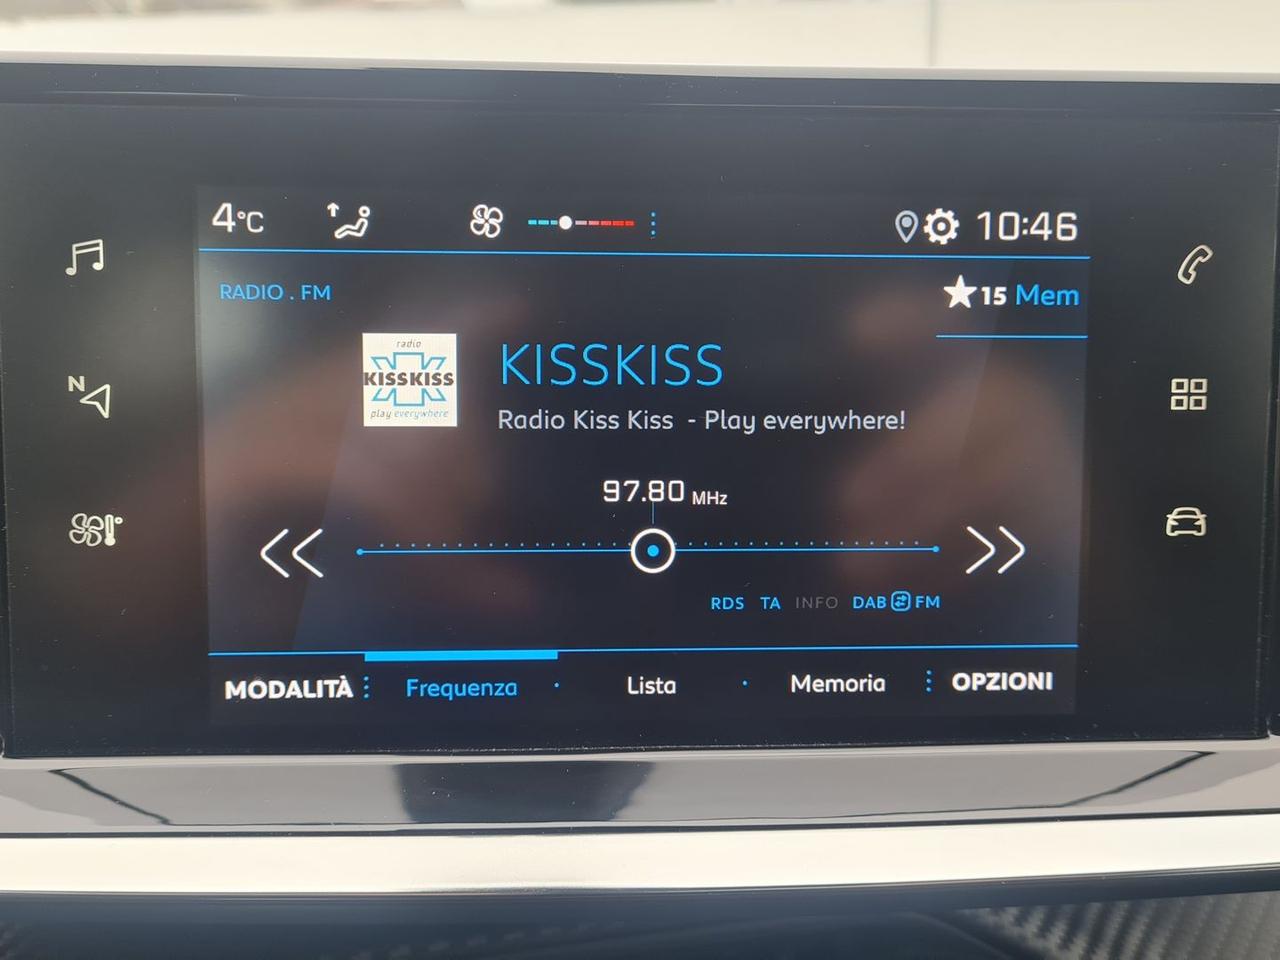 4°C 10:46
RADIO . FM
15 Mem
radio
KISSKISS
play everywhere
KISSKISS
Radio Kiss Kiss - Play everywhere!
97.80 MHz
N
RDS TA INFO DAB FM
MODALITÀ Frequenza Lista Memoria OPZIONI